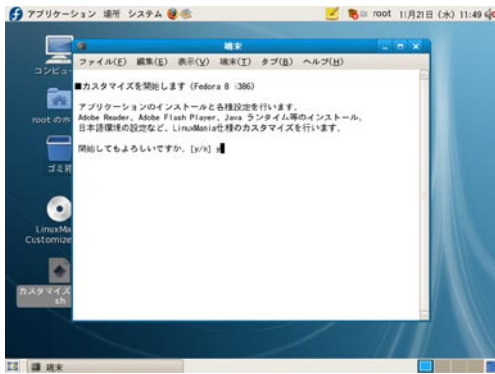 アプリケーション 場所 システム root 11月21日 (水) 11:49
端末
ファイル(F) 編集(E) 表示(V) 端末(T) タブ(B) ヘルプ(H)
■カスタマイズを開始します (Fedora 8 i386)
アプリケーションのインストールと各種設定を行います。
Adobe Reader、Adobe Flash Player、Java ランタイム等のインストール、
日本語環境の設定など、LinuxMania仕様のカスタマイズを行います。
開始してもよろしいですか。[y/n] y
コンピュ
root のホ
ゴミ箱
LinuxMa
Customize
カスタマイズ
sh
端末